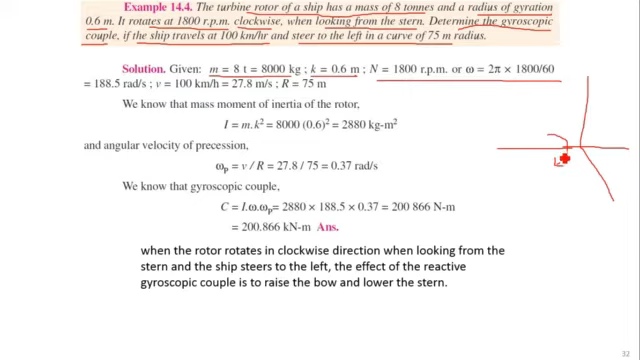 Example 14.4. The turbine rotor of a ship has a mass of 8 tonnes and a radius of gyration
0.6 m. It rotates at 1800 r.p.m. clockwise, when looking from the stern. Determine the gyroscopic
couple, if the ship travels at 100 km/hr and steer to the left in a curve of 75 m radius.
Solution. Given: m = 8 t = 8000 kg ; k = 0.6 m ; N = 1800 r.p.m. or ω = 2π × 1800/60
= 188.5 rad/s ; v = 100 km/h = 27.8 m/s ; R = 75 m
We know that mass moment of inertia of the rotor,
I = m.k² = 8000 (0.6)² = 2880 kg-m²
and angular velocity of precession,
ωₚ = v / R = 27.8 / 75 = 0.37 rad/s
We know that gyroscopic couple,
C = I.ω.ωₚ = 2880 × 188.5 × 0.37 = 200 866 N-m
= 200.866 kN-m Ans.
when the rotor rotates in clockwise direction when looking from the
stern and the ship steers to the left, the effect of the reactive
gyroscopic couple is to raise the bow and lower the stern.
32